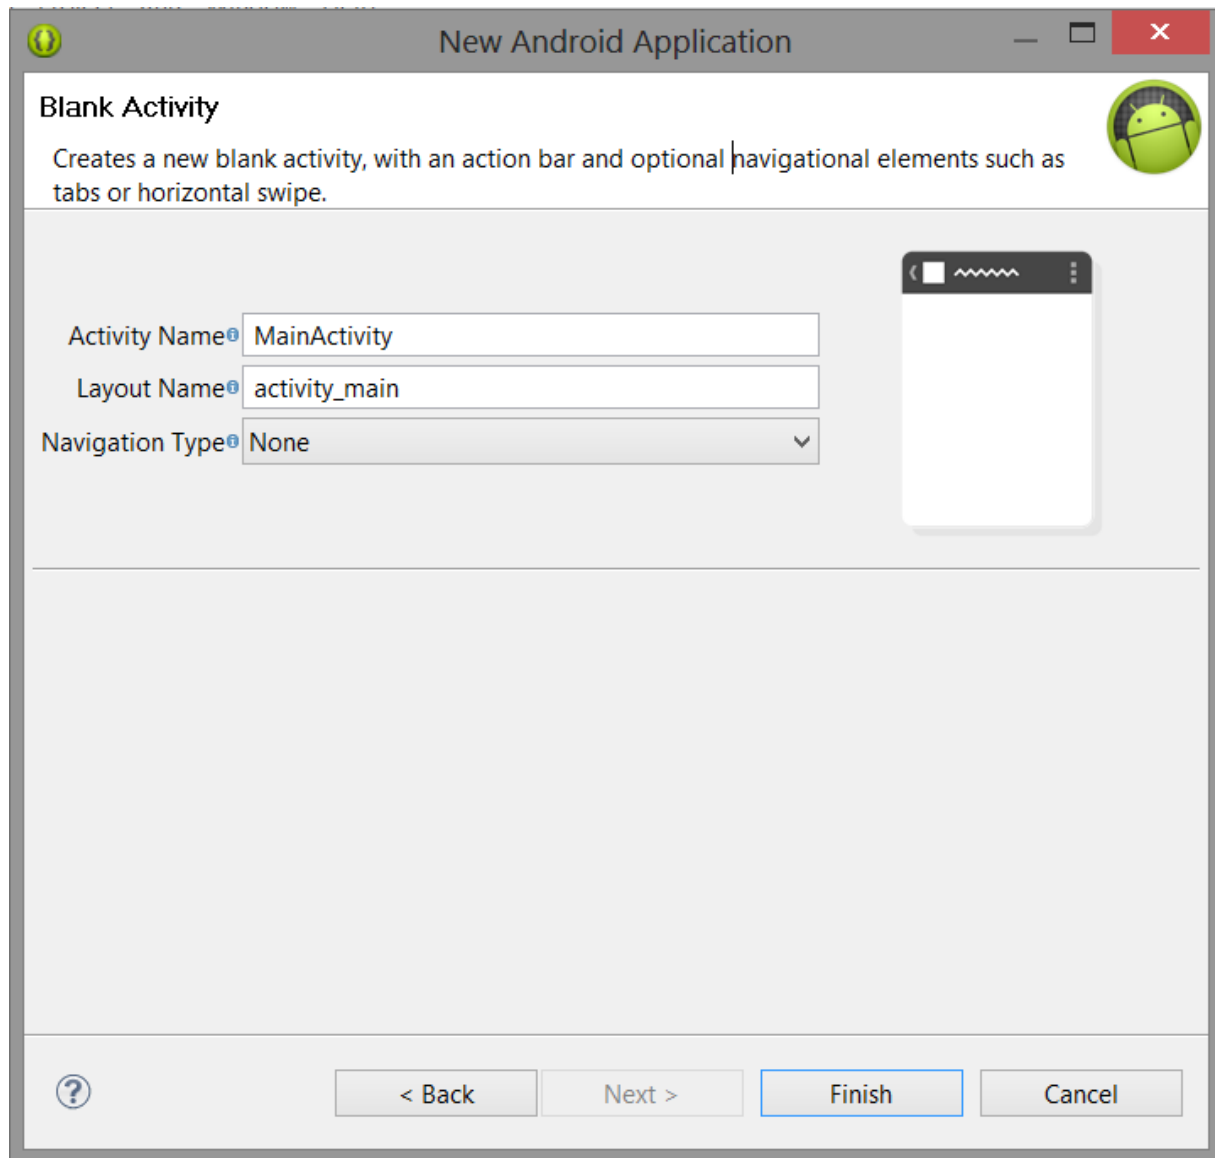 New Android Application
Blank Activity
Creates a new blank activity, with an action bar and optional navigational elements such as
tabs or horizontal swipe.
Activity Name
MainActivity
Layout Name
activity_main
Navigation Type
None
< Back
Next >
Finish
Cancel